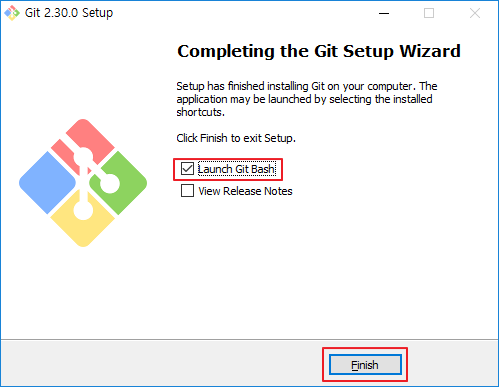 Git 2.30.0 Setup
Completing the Git Setup Wizard
Setup has finished installing Git on your computer. The
application may be launched by selecting the installed
shortcuts.
Click Finish to exit Setup.
Launch Git Bash
View Release Notes
Finish